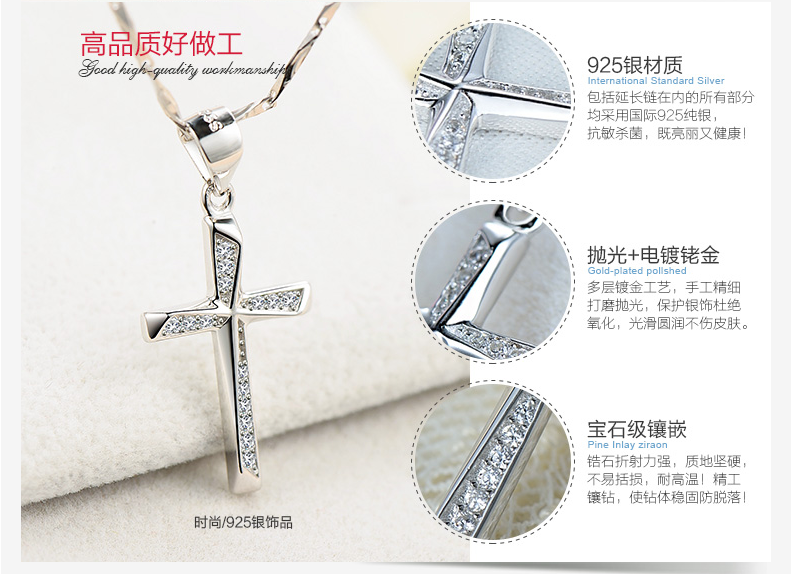 高品质好做工
Good high-quality workmanship
925银材质
International Standard Silver
包括延长链在内的所有部分
均采用国际925纯银，
抗敏杀菌，既亮丽又健康！
抛光+电镀铑金
Gold-plated polished
多层镀金工艺，手工精细
打磨抛光，保护银饰杜绝
氧化，光滑圆润不伤皮肤。
宝石级镶嵌
Pine Inlay ziraon
锆石折射力强，质地坚硬，
不易括损，耐高温！精工
镶钻，使钻体稳固防脱落！
时尚/925银饰品